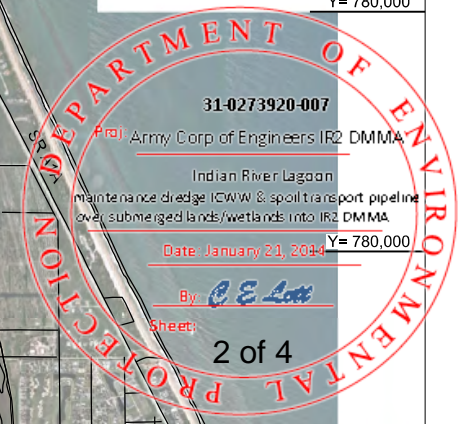 Y= 780,000
DEPARTMENT OF ENVIRONMENTAL PROTECTION
31-0273920-007
Proj: Army Corp of Engineers IR2 DMMA
Indian River Lagoon
maintenance dredge ICWW & spoil transport pipeline
over submerged lands/wetlands into IR2 DMMA
Y= 780,000
Date: January 21, 2014
By: C E Lott
Sheet:
2 of 4